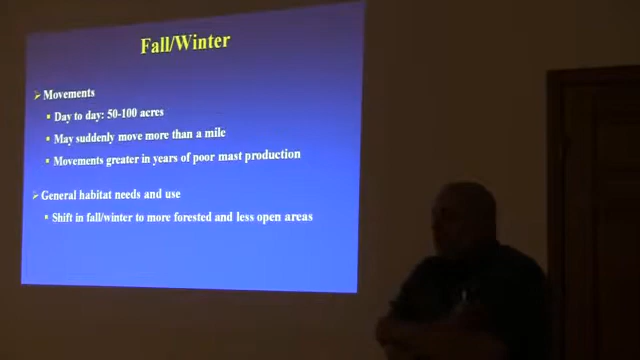 Fall/Winter
Movements
Day to day: 50-100 acres
May suddenly move more than a mile
Movements greater in years of poor mast production
General habitat needs and use
Shift in fall/winter to more forested and less open areas